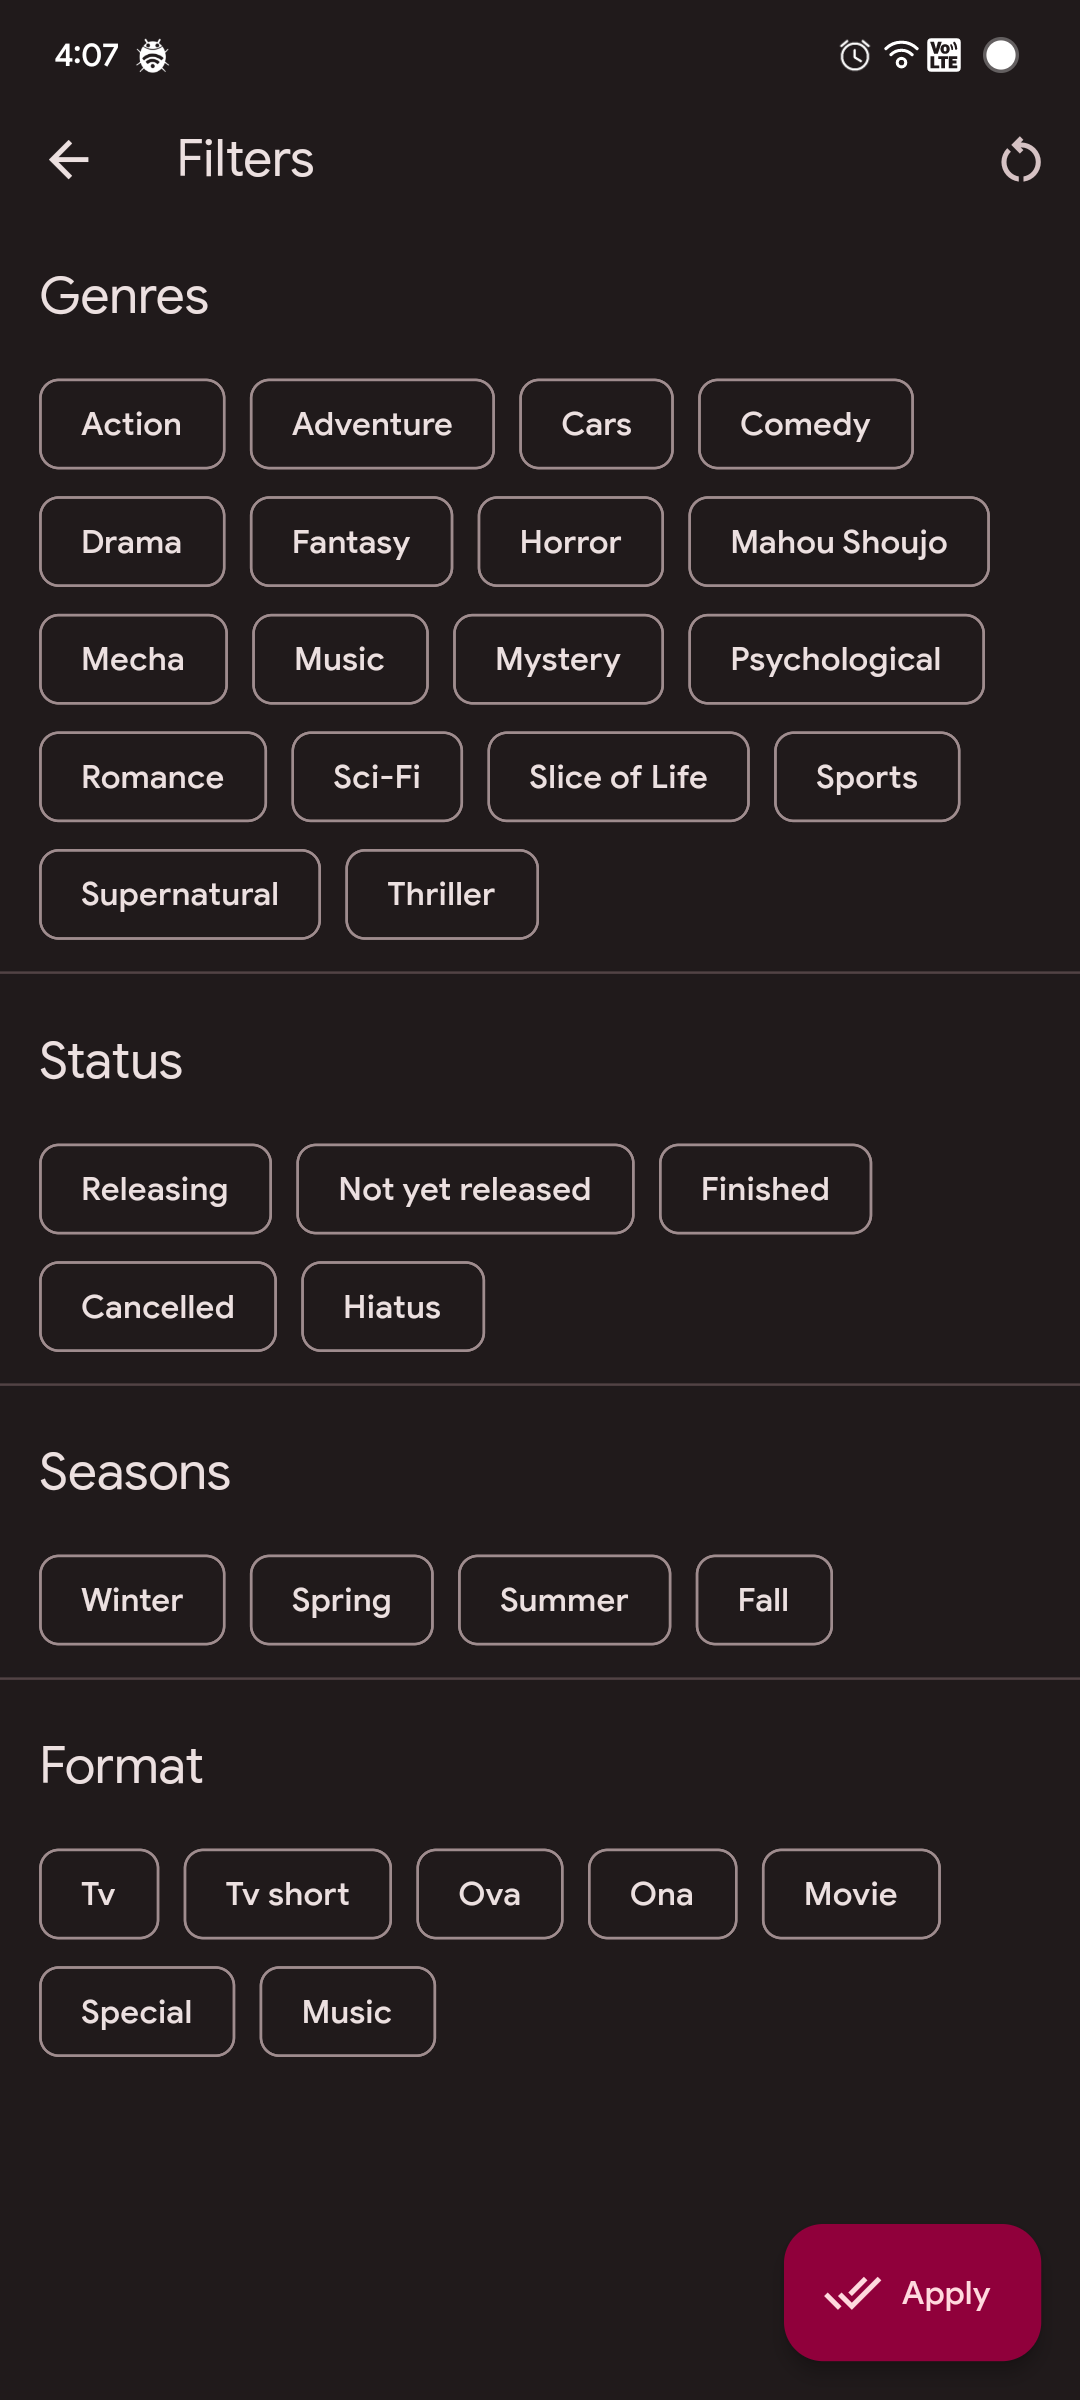 4:07
Vo LTE
Filters
Genres
Action Adventure Cars Comedy
Drama Fantasy Horror Mahou Shoujo
Mecha Music Mystery Psychological
Romance Sci-Fi Slice of Life Sports
Supernatural Thriller
Status
Releasing Not yet released Finished
Cancelled Hiatus
Seasons
Winter Spring Summer Fall
Format
Tv Tv short Ova Ona Movie
Special Music
Apply